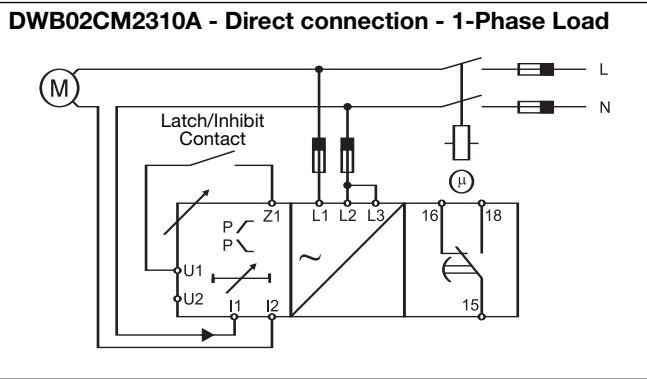 DWB02CM2310A - Direct connection - 1-Phase Load
L
M
N
Latch/Inhibit
Contact
µ
Z1 L1 L2 L3 16 18
P
P
~
U1
U2 I1 I2 15